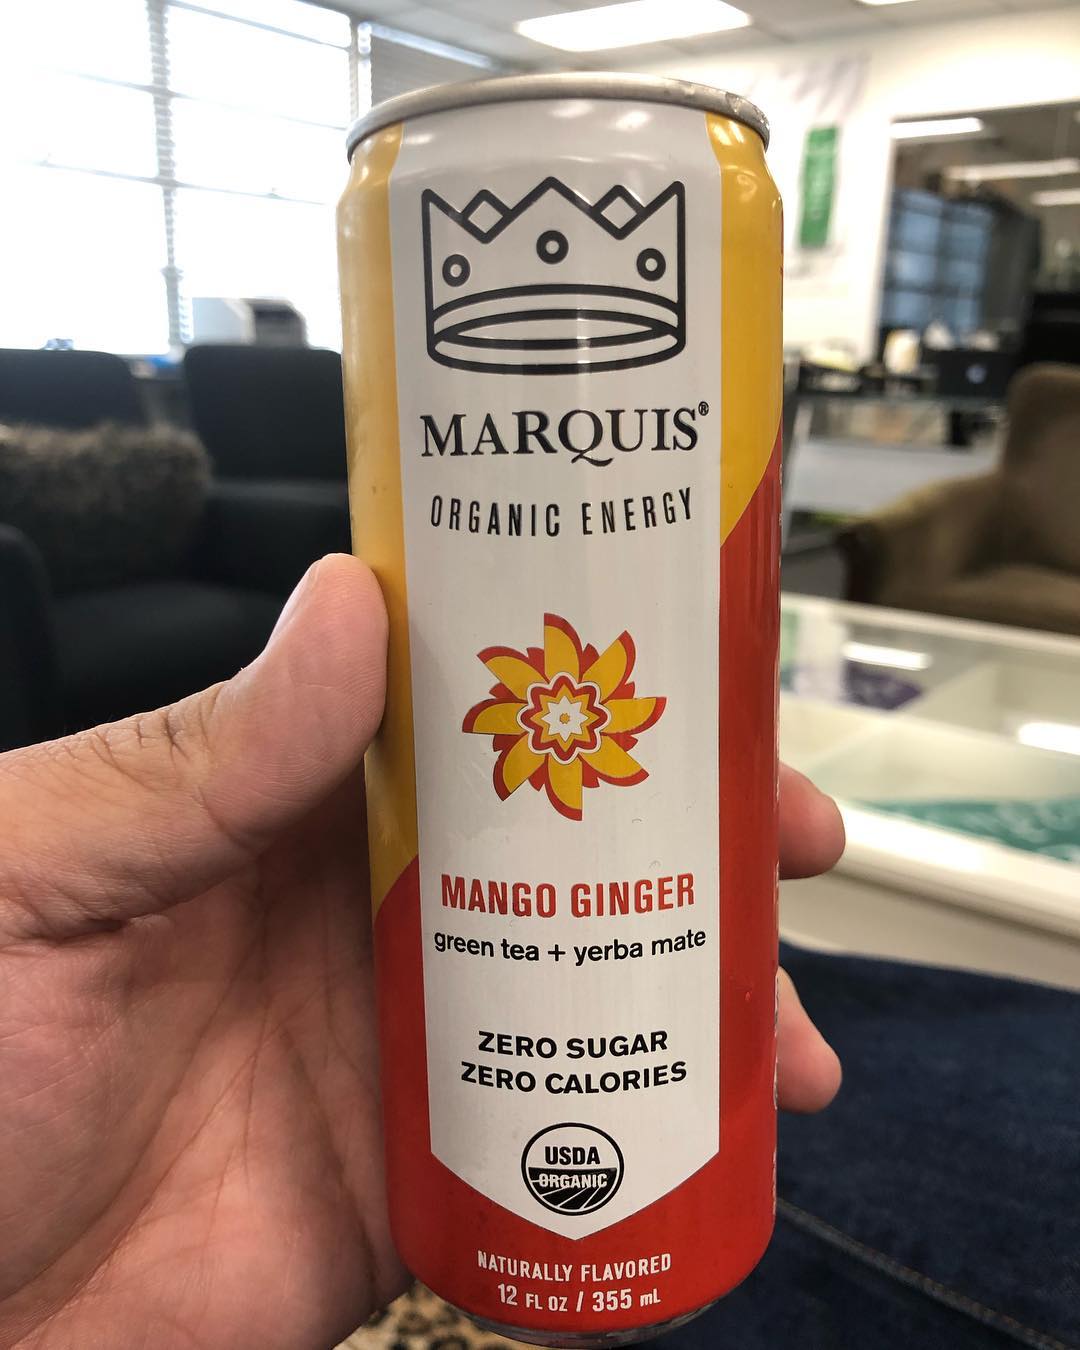 MARQUIS®
ORGANIC ENERGY
MANGO GINGER
green tea + yerba mate
ZERO SUGAR
ZERO CALORIES
USDA
ORGANIC
NATURALLY FLAVORED
12 FL OZ / 355 mL